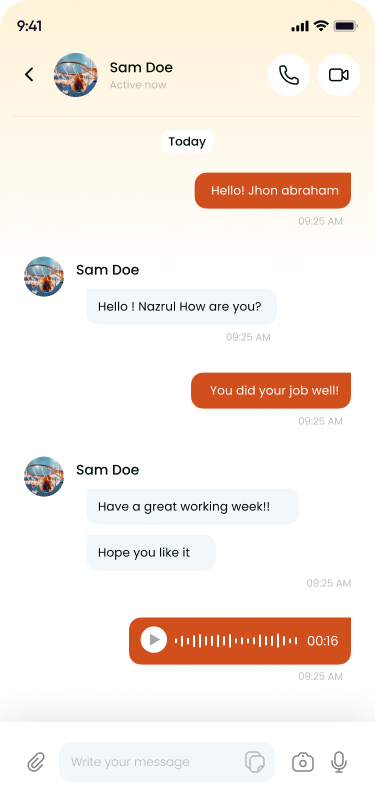 9:41
Sam Doe
Active now
Today
Hello! Jhon abraham
09:25 AM
Sam Doe
Hello ! Nazrul How are you?
09:25 AM
You did your job well!
09:25 AM
Sam Doe
Have a great working week!!
Hope you like it
09:25 AM
00:16
09:25 AM
Write your message